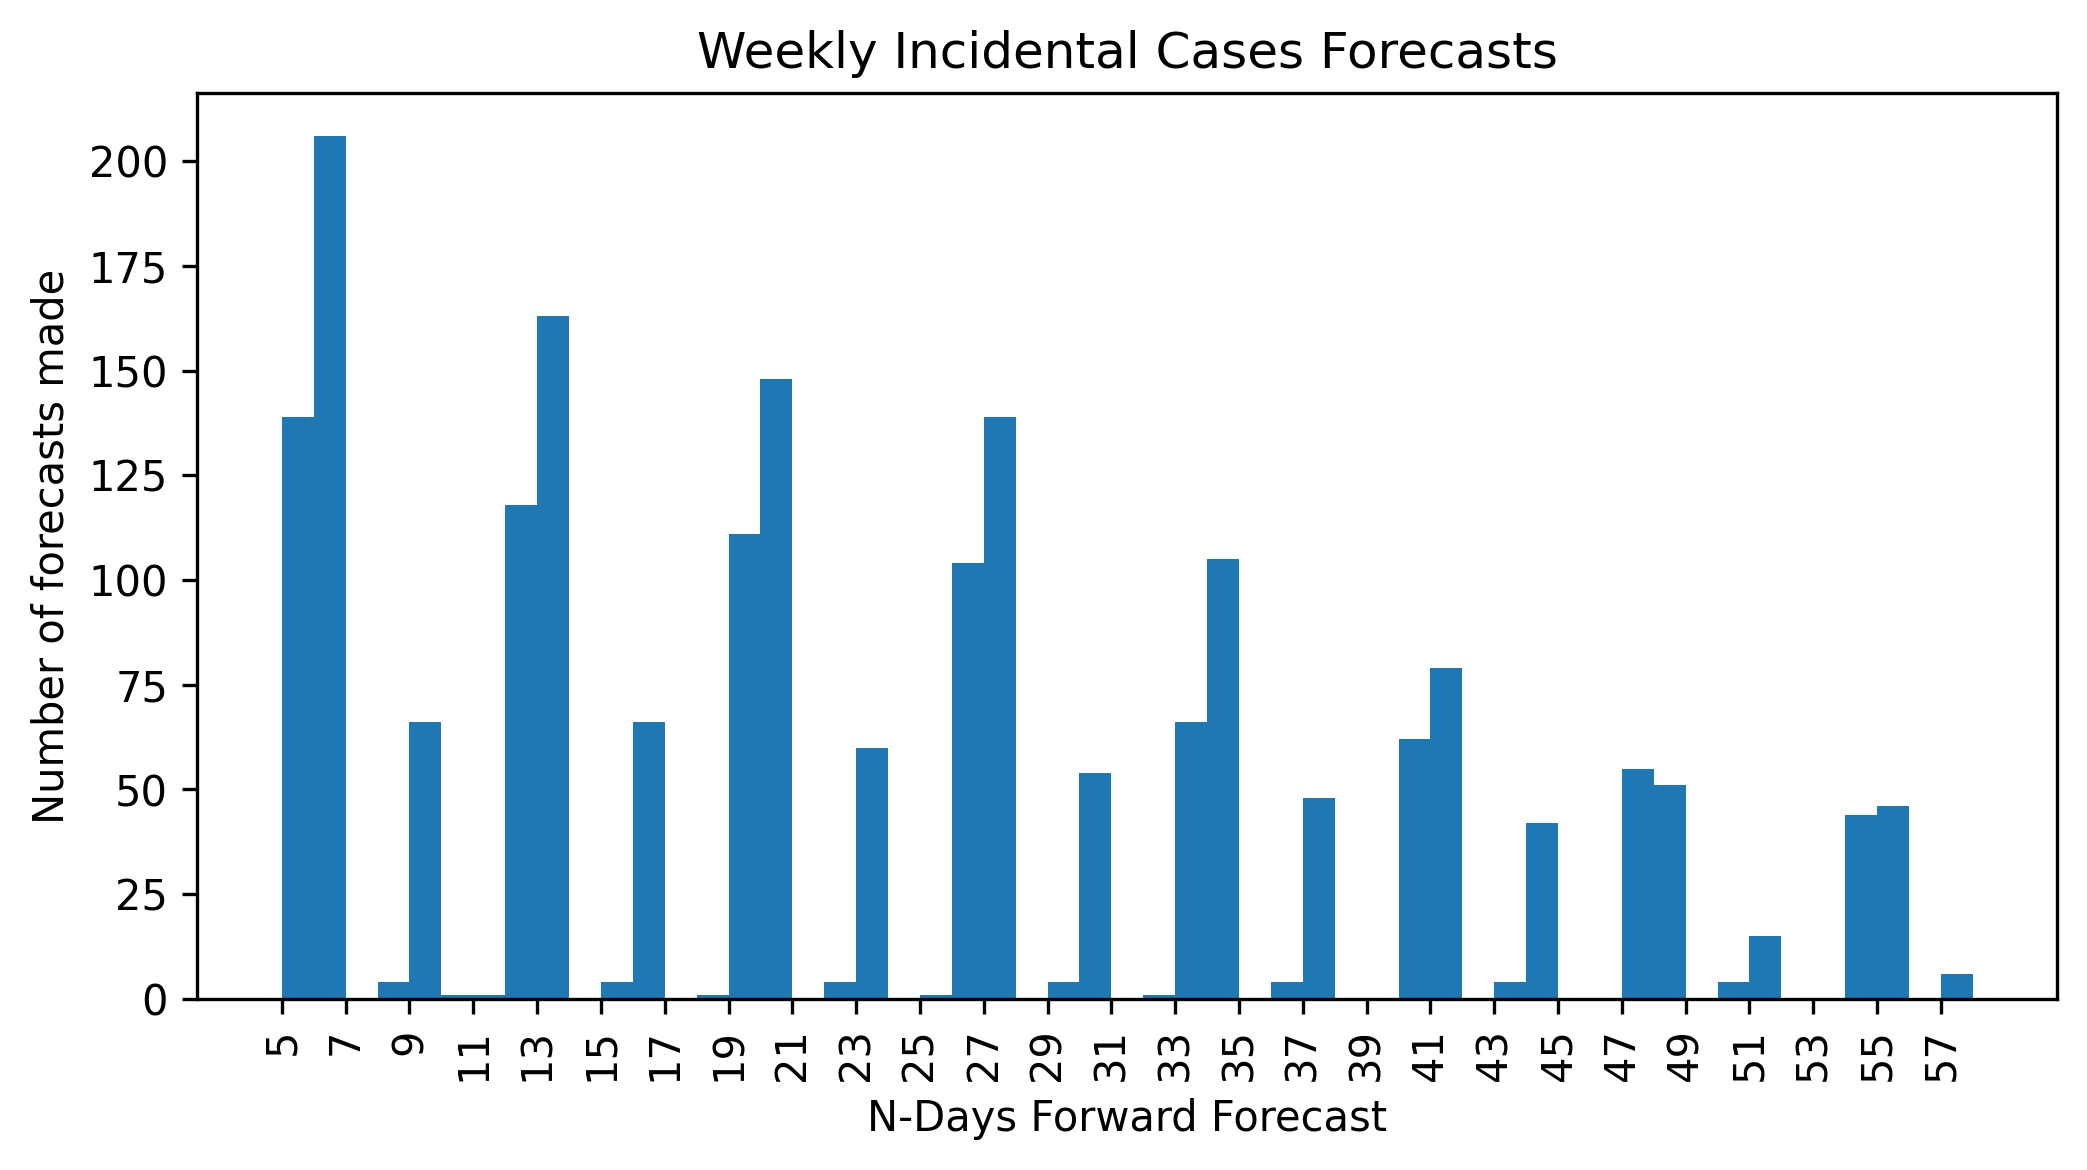 Weekly Incidental Cases Forecasts
Number of forecasts made
200
175
150
125
100
75
50
25
0
5 7 9 11 13 15 17 19 21 23 25 27 29 31 33 35 37 39 41 43 45 47 49 51 53 55 57
N-Days Forward Forecast